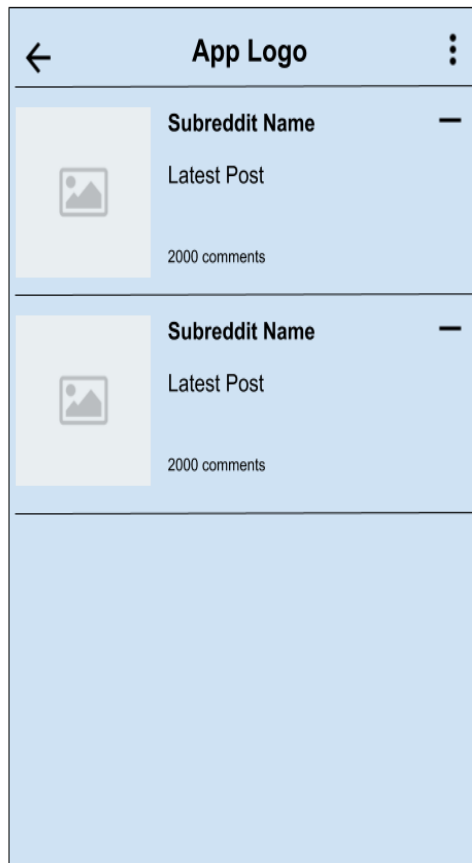 App Logo
Subreddit Name
Latest Post
2000 comments
Subreddit Name
Latest Post
2000 comments